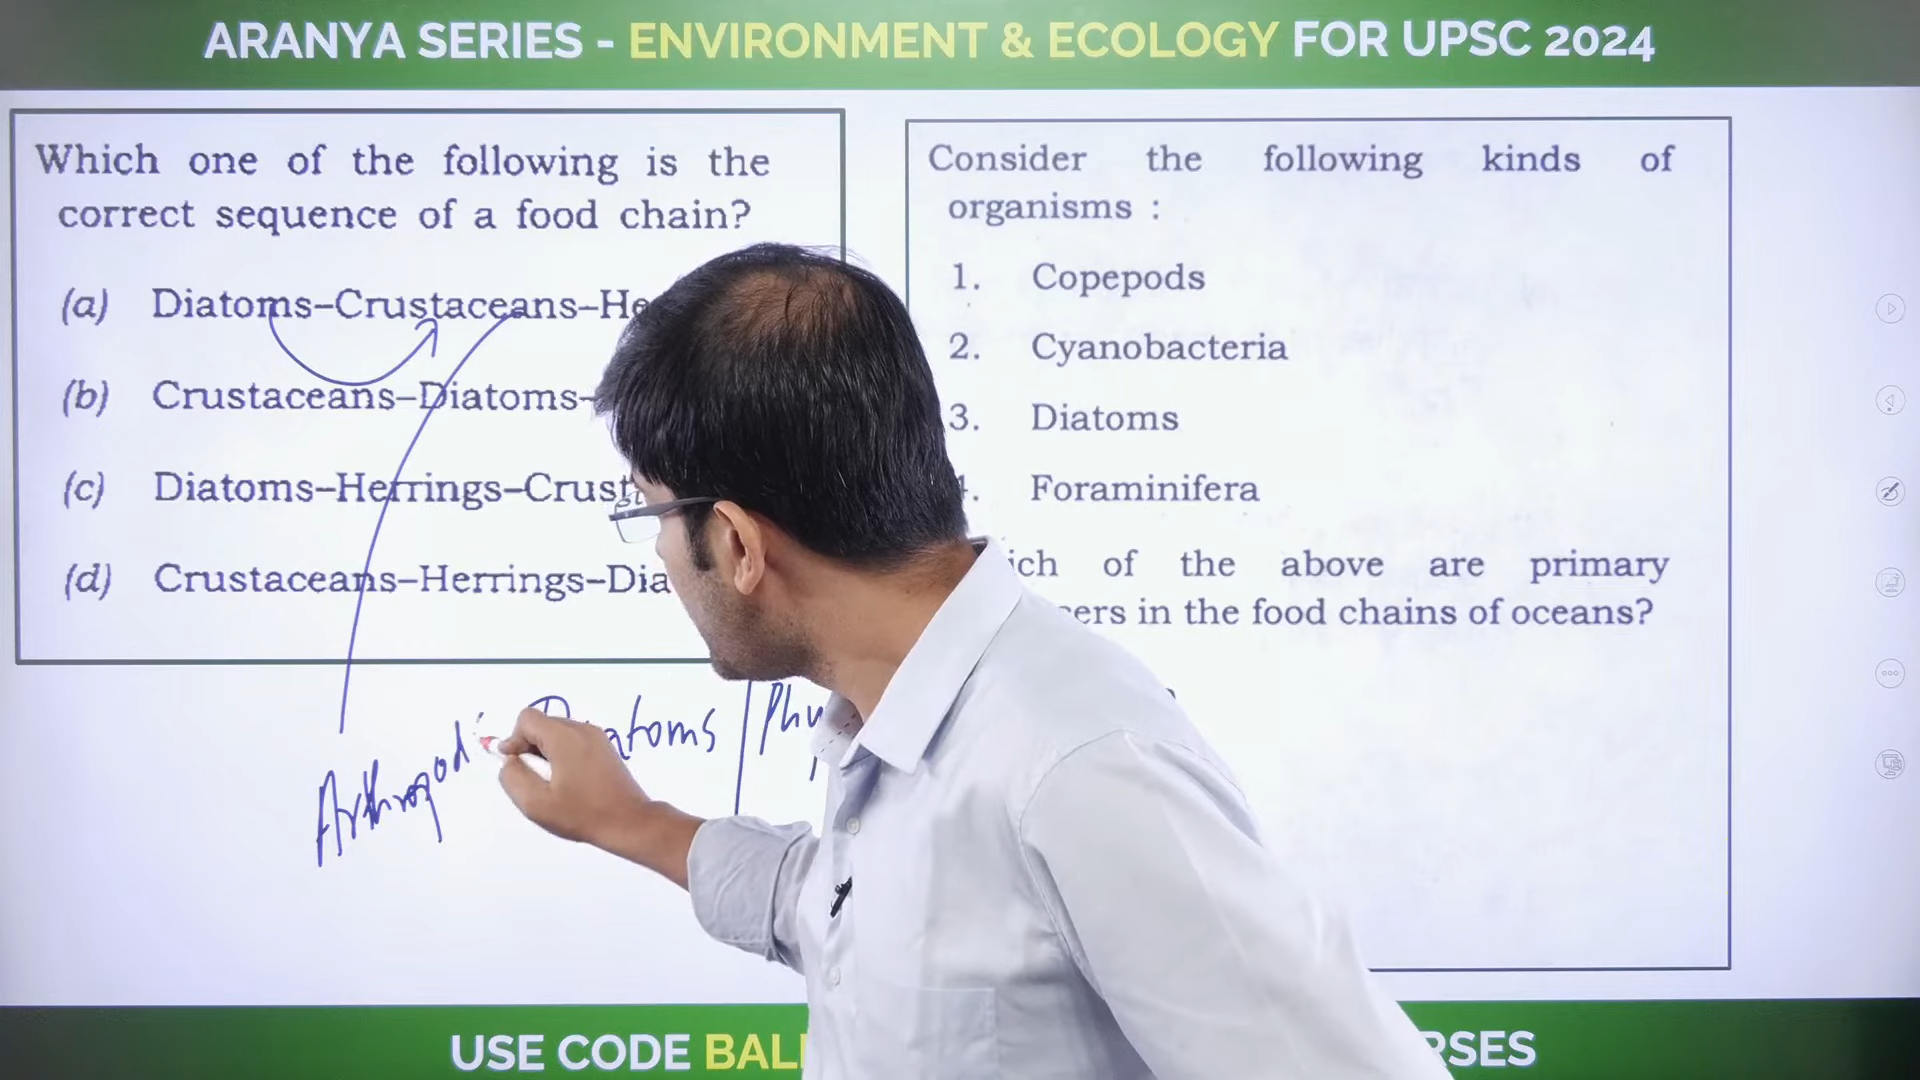 ARANYA SERIES - ENVIRONMENT & ECOLOGY FOR UPSC 2024
Which one of the following is the
correct sequence of a food chain?
(a) Diatoms–Crustaceans–He
(b) Crustaceans–Diatoms–
(c) Diatoms–Herrings–Crust
(d) Crustaceans–Herrings–Dia
Arthropod
Diatoms / Phy
Consider the following kinds of
organisms :
1. Copepods
2. Cyanobacteria
3. Diatoms
4. Foraminifera
ich of the above are primary
ers in the food chains of oceans?
USE CODE BAL RSES